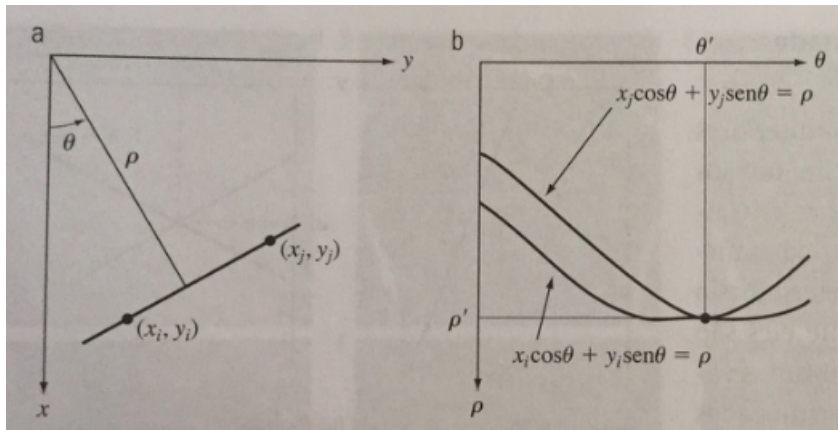 a
y
θ
ρ
(xⱼ, yⱼ)
(xᵢ, yᵢ)
x
b
θ′
θ
xⱼcosθ + yⱼsenθ = ρ
ρ′
xᵢcosθ + yᵢsenθ = ρ
ρ